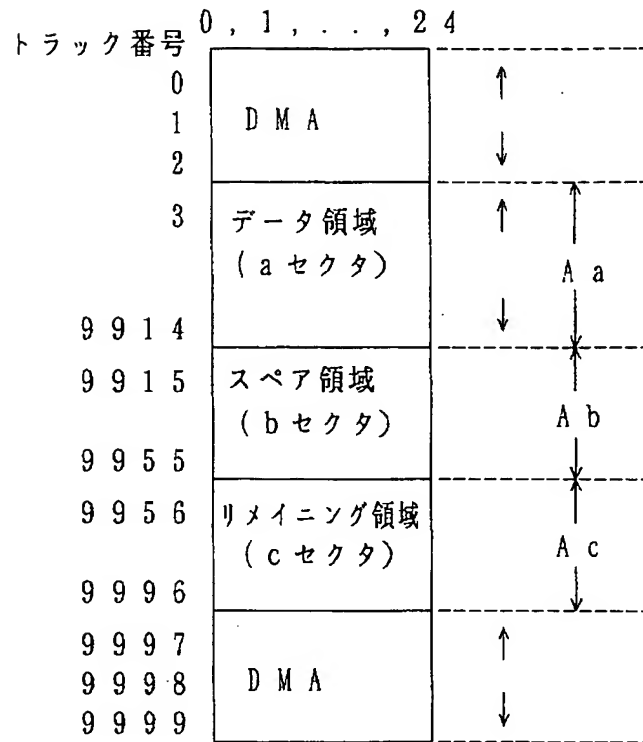 0,1,...,24
トラック番号
0
1
DMA
2
3
データ領域
(aセクタ)
Aa
9914
9915
スペア領域
(bセクタ)
Ab
9955
9956
リメイニング領域
(cセクタ)
Ac
9996
9997
9998
DMA
9999